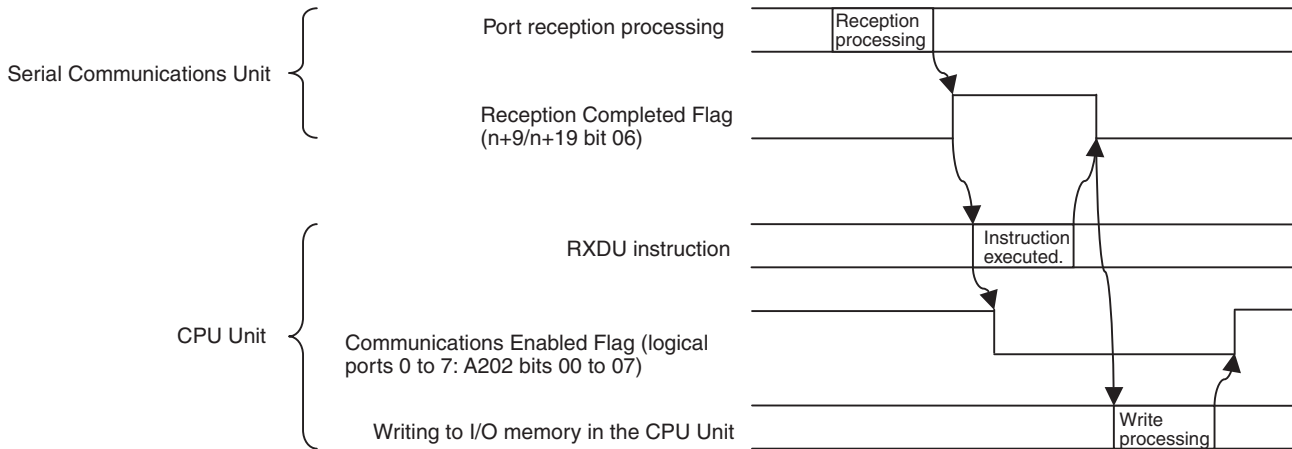 Port reception processing
Reception
processing
Serial Communications Unit
Reception Completed Flag
(n+9/n+19 bit 06)
RXDU instruction
Instruction
executed.
CPU Unit
Communications Enabled Flag (logical
ports 0 to 7: A202 bits 00 to 07)
Writing to I/O memory in the CPU Unit
Write
processing